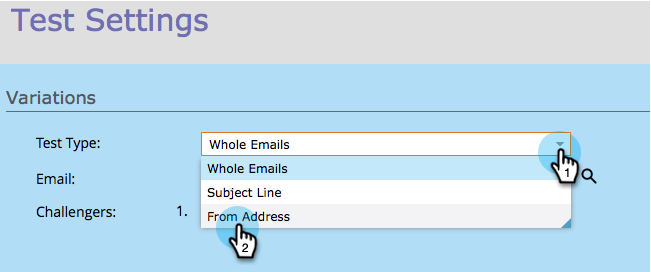 Test Settings
Variations
Test Type: Whole Emails
1
Whole Emails
Email:
Subject Line
Challengers: 1.
From Address
2